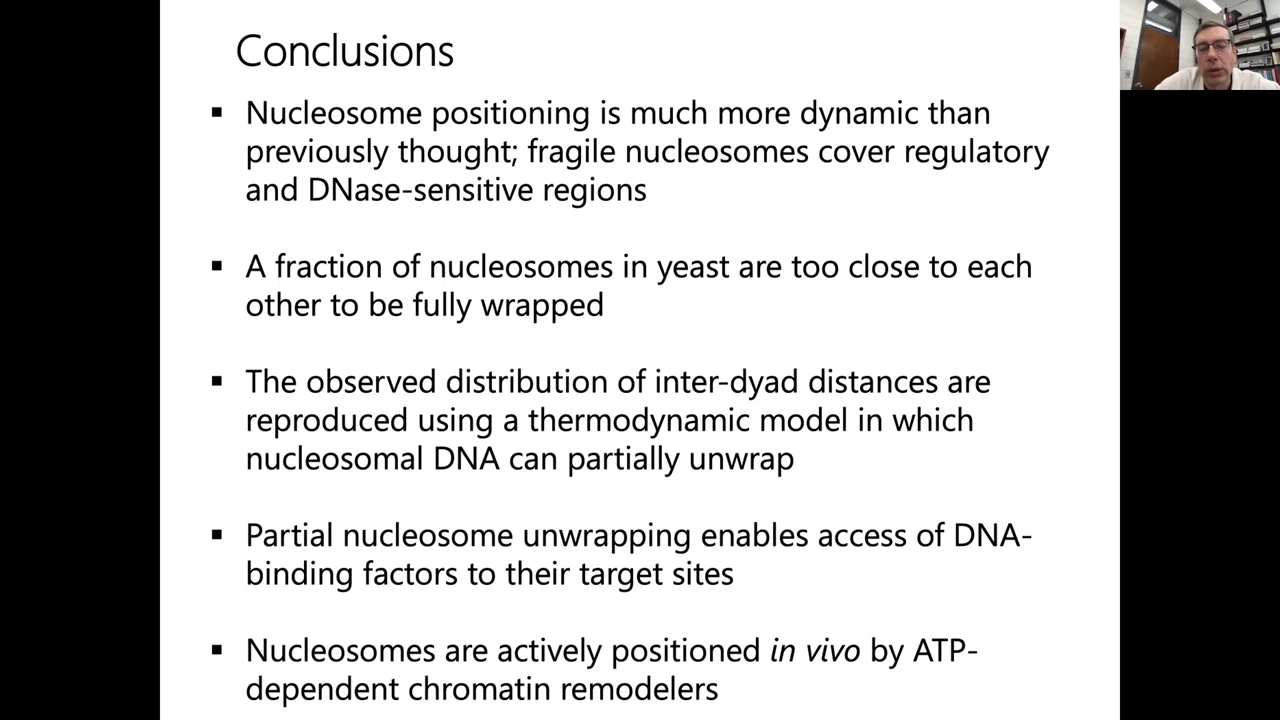 Conclusions
▪ Nucleosome positioning is much more dynamic than
previously thought; fragile nucleosomes cover regulatory
and DNase-sensitive regions
▪ A fraction of nucleosomes in yeast are too close to each
other to be fully wrapped
▪ The observed distribution of inter-dyad distances are
reproduced using a thermodynamic model in which
nucleosomal DNA can partially unwrap
▪ Partial nucleosome unwrapping enables access of DNA-
binding factors to their target sites
▪ Nucleosomes are actively positioned in vivo by ATP-
dependent chromatin remodelers